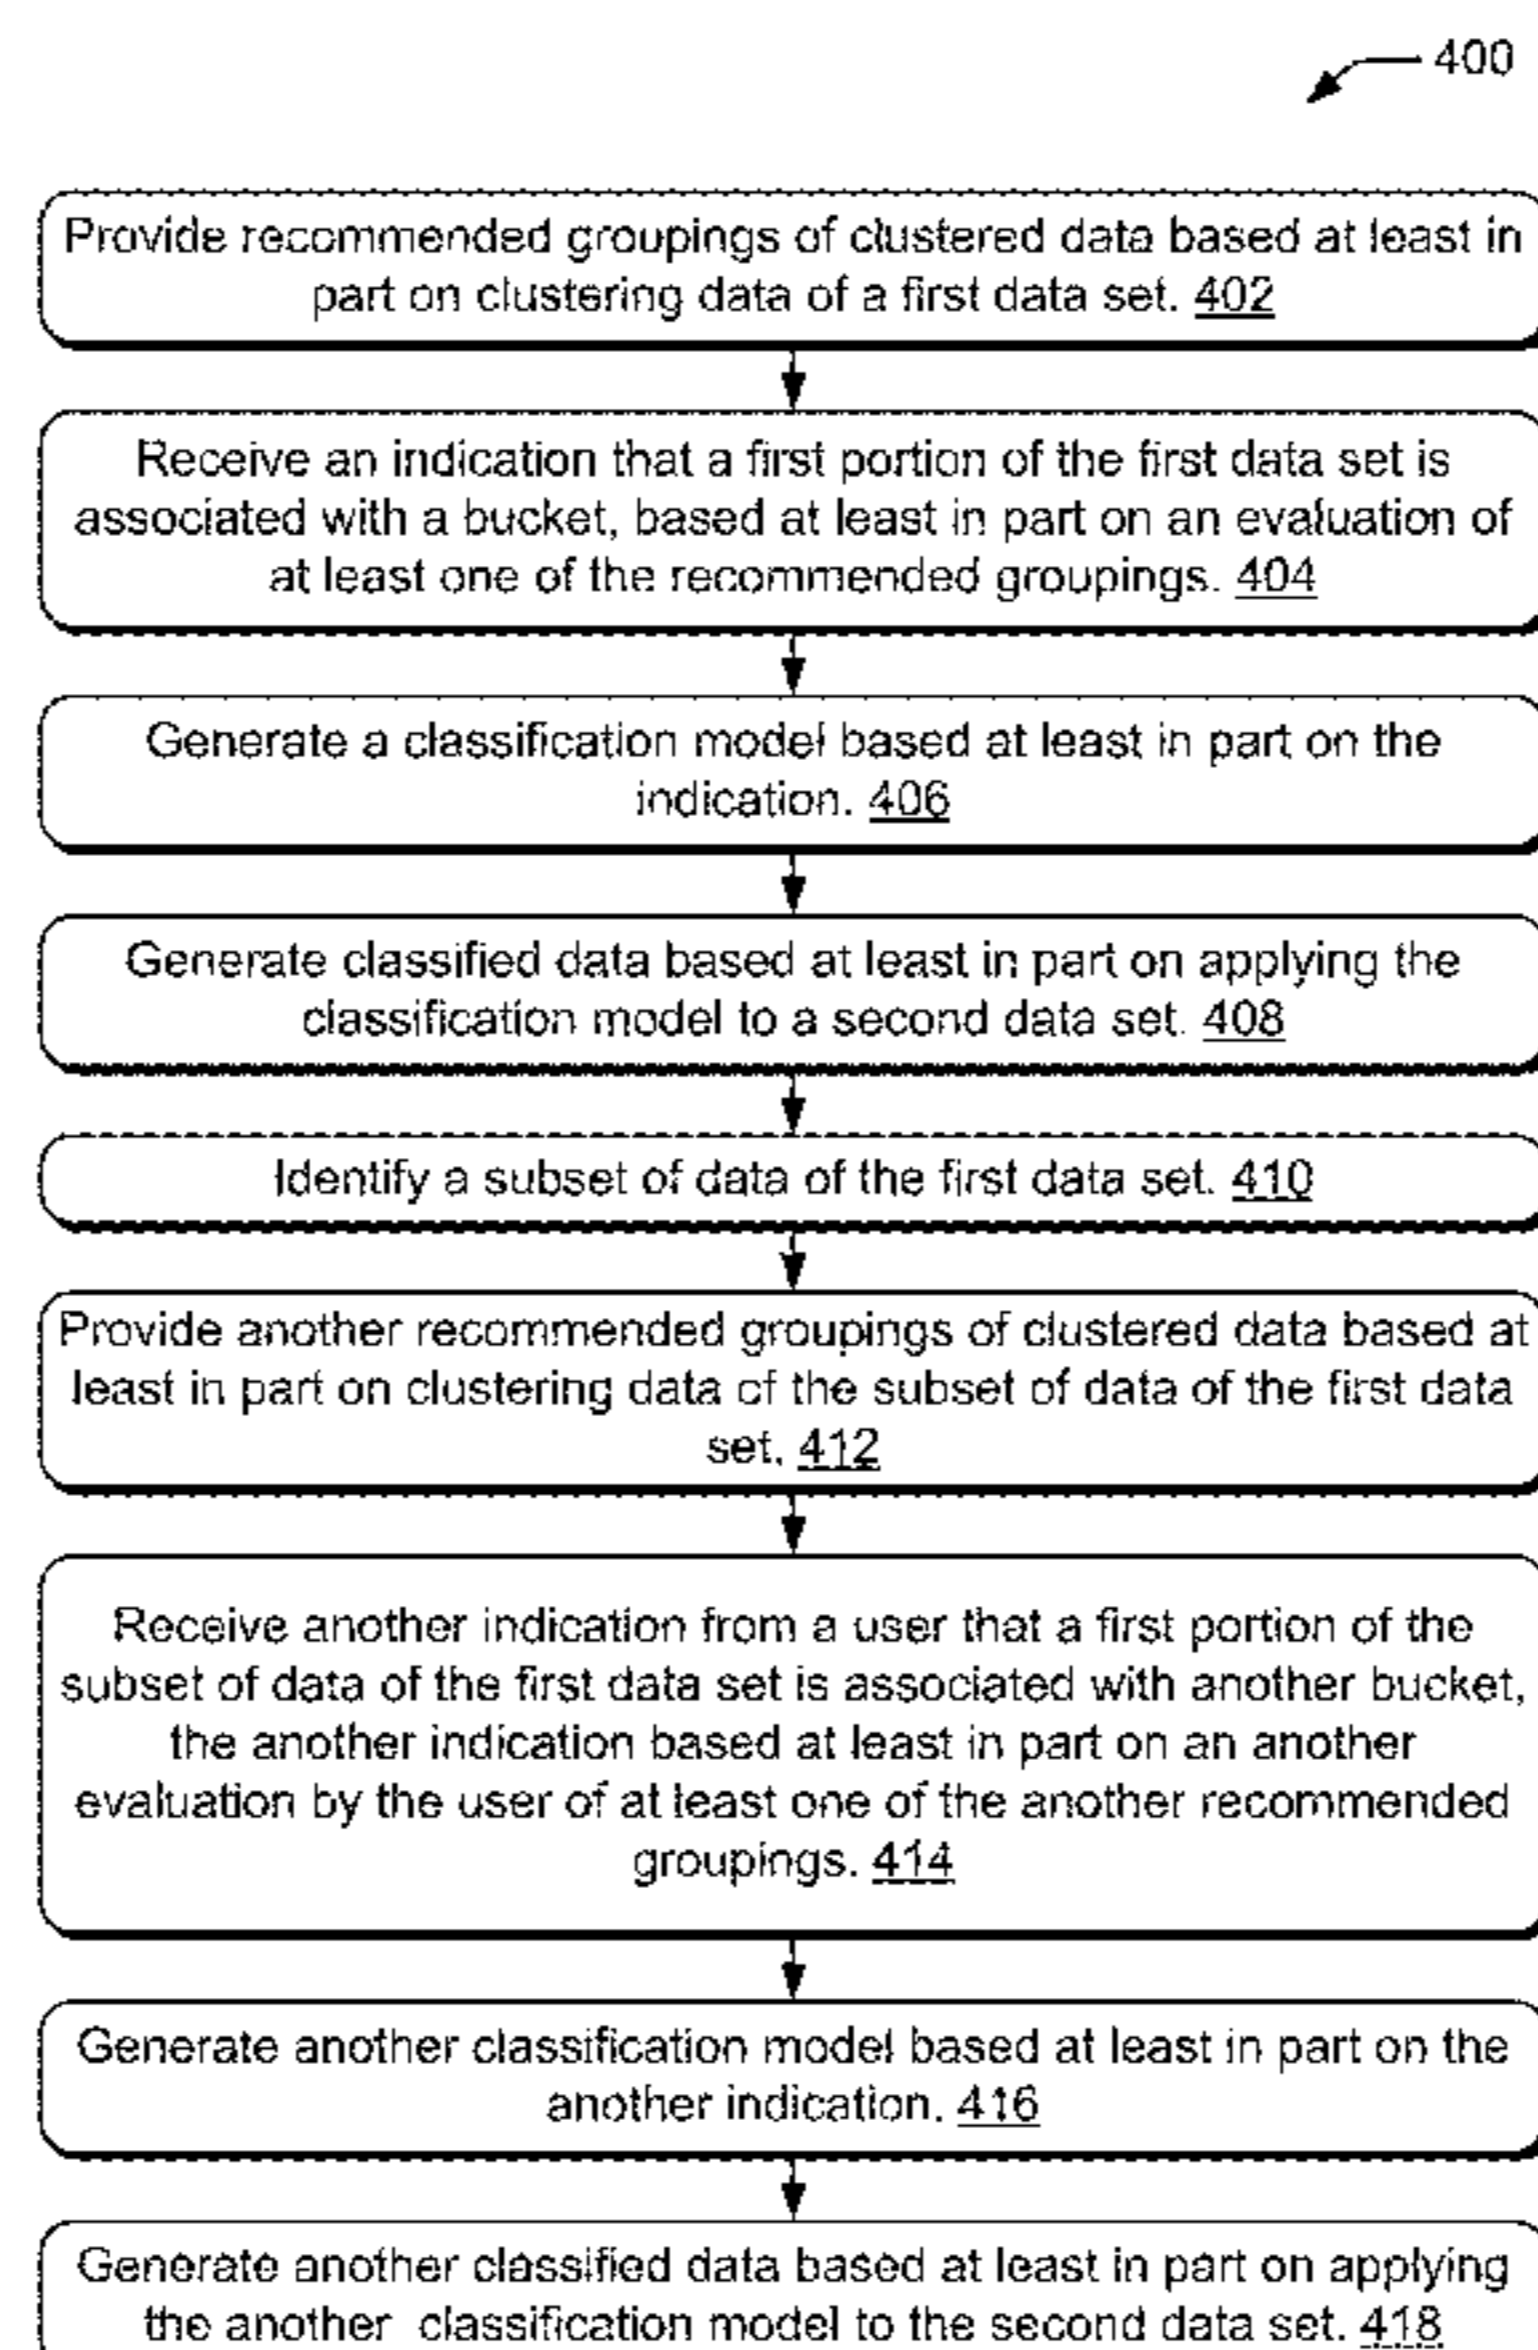 400
Provide recommended groupings of clustered data based at least in
part on clustering data of a first data set. 402
Receive an indication that a first portion of the first data set is
associated with a bucket, based at least in part on an evaluation of
at least one of the recommended groupings. 404
Generate a classification model based at least in part on the
indication. 406
Generate classified data based at least in part on applying the
classification model to a second data set. 408
Identify a subset of data of the first data set. 410
Provide another recommended groupings of clustered data based at
least in part on clustering data of the subset of data of the first data
set. 412
Receive another indication from a user that a first portion of the
subset of data of the first data set is associated with another bucket,
the another indication based at least in part on an another
evaluation by the user of at least one of the another recommended
groupings. 414
Generate another classification model based at least in part on the
another indication. 416
Generate another classified data based at least in part on applying
the another classification model to the second data set. 418